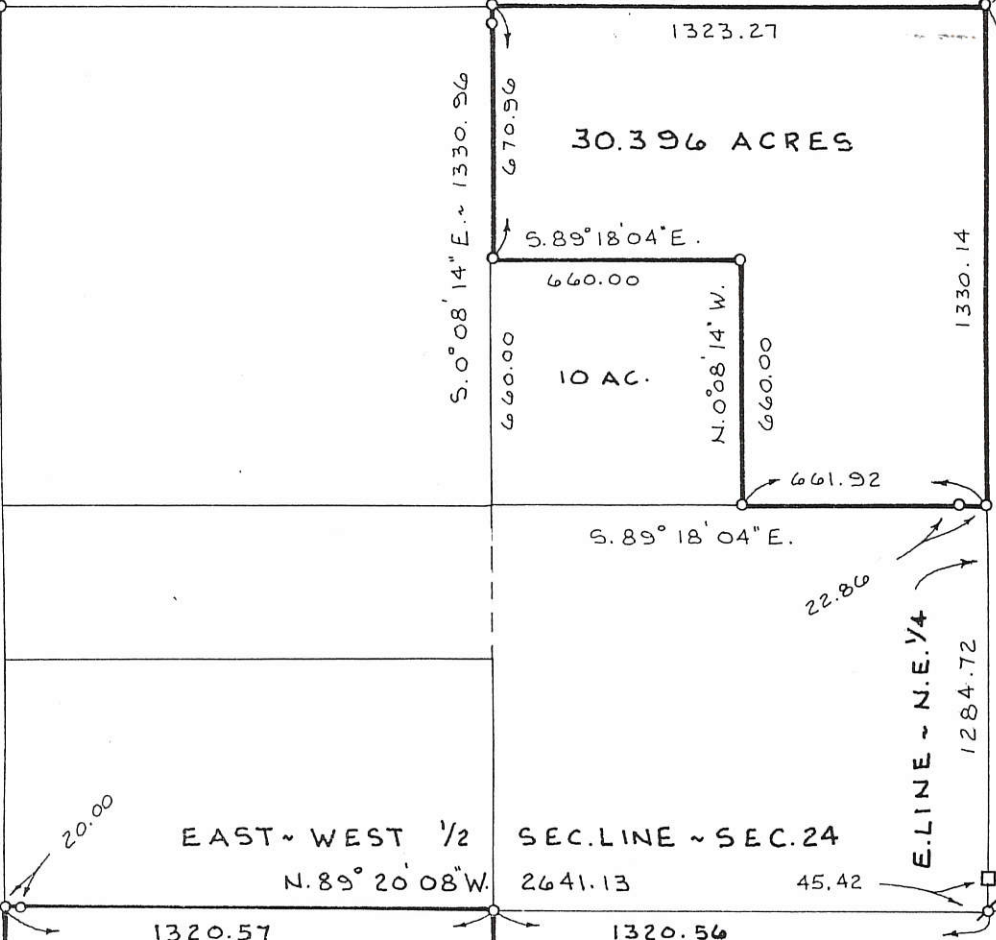 1323.27
S.0°08'14"E.~1330.96
670.96
30.396 ACRES
S.89°18'04"E.
660.00
1330.14
660.00
10 AC.
N.0°08'14"W.
660.00
661.92
S.89°18'04"E.
22.86
E.LINE ~ N.E.1/4
1284.72
20.00
EAST~WEST 1/2 SEC.LINE ~ SEC.24
N.89°20'08"W. 2641.13
45.42
1320.57
1320.56